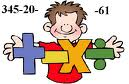 345-20- -61
+ - × ÷